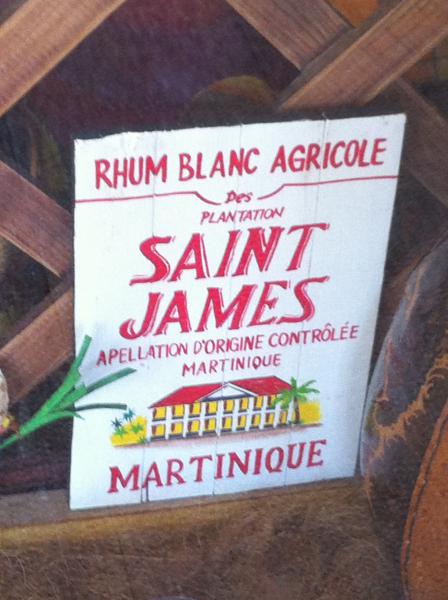 RHUM BLANC AGRICOLE
Des
PLANTATION
SAINT
JAMES
APELLATION D'ORIGINE CONTRÔLÉE
MARTINIQUE
MARTINIQUE